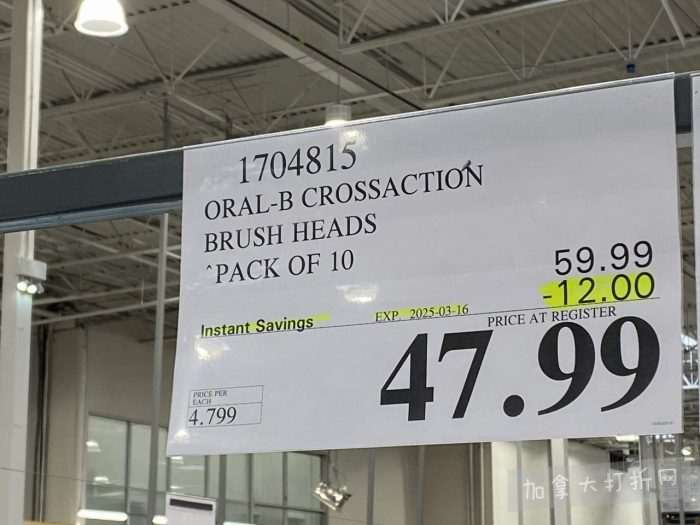 1704815
ORAL-B CROSSACTION
BRUSH HEADS
^PACK OF 10
59.99
-12.00
Instant Savings
EXP. 2025-03-16
PRICE AT REGISTER
47.99
PRICE PER
EACH
4.799
加拿大打折网